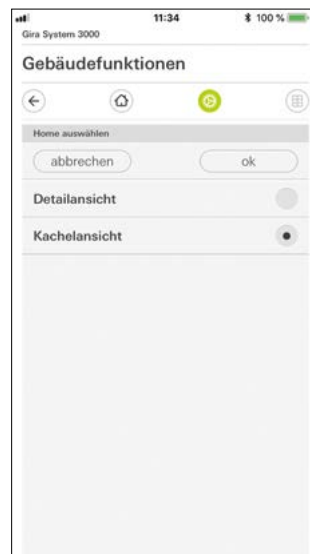 11:34 100 %
Gira System 3000
Gebäudefunktionen
Home auswählen
abbrechen ok
Detailansicht
Kachelansicht